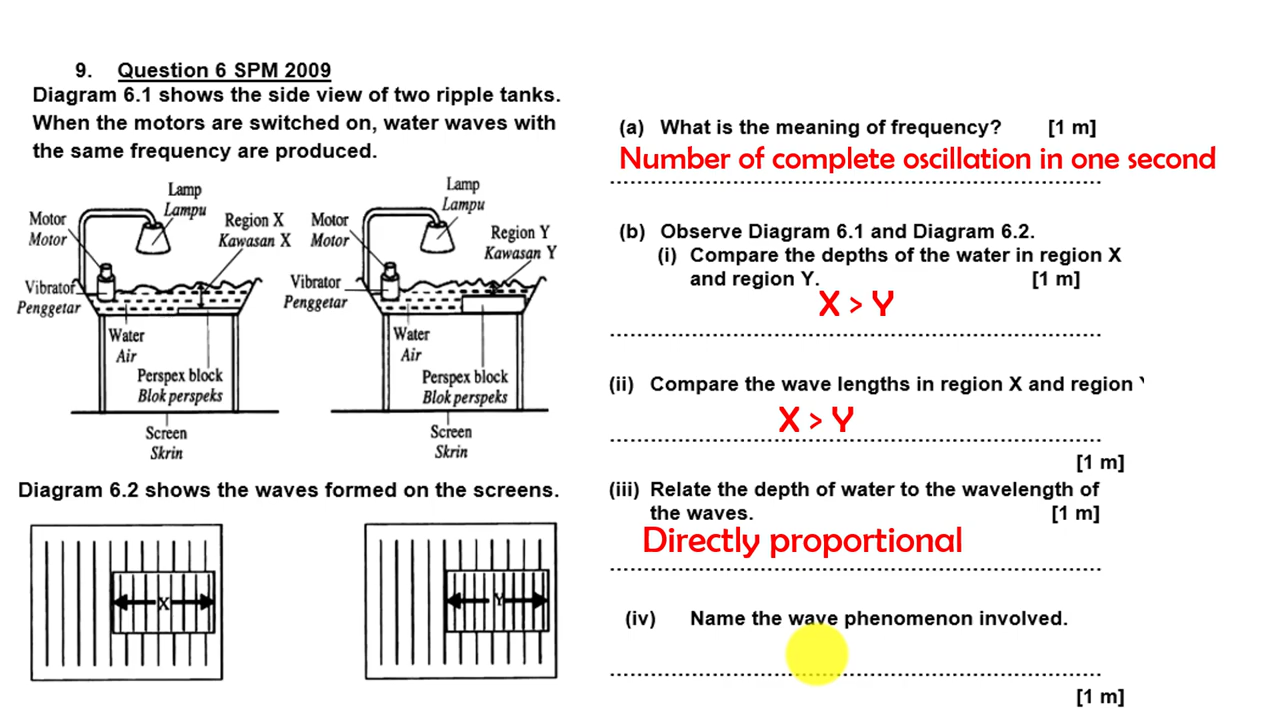 9. Question 6 SPM 2009
Diagram 6.1 shows the side view of two ripple tanks.
When the motors are switched on, water waves with
the same frequency are produced.
Lamp
Lampu
Motor
Motor
Region X
Kawasan X
Vibrator
Penggetar
Water
Air
Perspex block
Blok perspeks
Screen
Skrin
Lamp
Lampu
Motor
Motor
Region Y
Kawasan Y
Vibrator
Penggetar
Water
Air
Perspex block
Blok perspeks
Screen
Skrin
Diagram 6.2 shows the waves formed on the screens.
X
Y
(a) What is the meaning of frequency? [1 m]
Number of complete oscillation in one second
(b) Observe Diagram 6.1 and Diagram 6.2.
(i) Compare the depths of the water in region X
and region Y. [1 m]
X > Y
(ii) Compare the wave lengths in region X and region
X > Y
[1 m]
(iii) Relate the depth of water to the wavelength of
the waves. [1 m]
Directly proportional
(iv) Name the wave phenomenon involved.
[1 m]